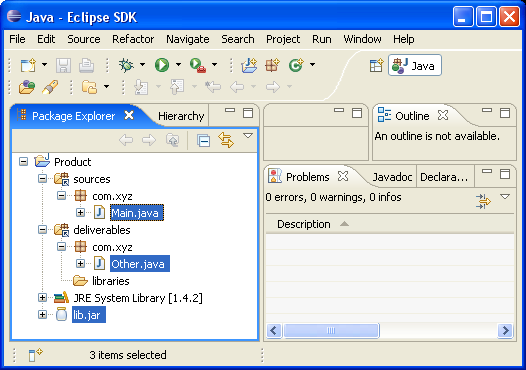 Java - Eclipse SDK
File Edit Source Refactor Navigate Search Project Run Window Help
Java
Package Explorer Hierarchy
Outline
An outline is not available.
Product
sources
com.xyz
Main.java
deliverables
com.xyz
Other.java
libraries
JRE System Library [1.4.2]
lib.jar
Problems Javadoc Declara...
0 errors, 0 warnings, 0 infos
Description
3 items selected